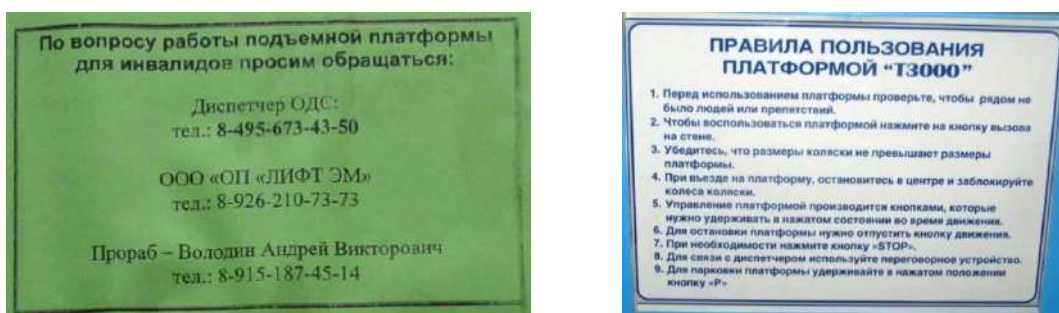 По вопросу работы подъемной платформы
для инвалидов просим обращаться:
Диспетчер ОДС:
тел.: 8-495-673-43-50
ООО «ОП «ЛИФТ ЭМ»
тел.: 8-926-210-73-73
Прораб – Володин Андрей Викторович
тел.: 8-915-187-45-14
ПРАВИЛА ПОЛЬЗОВАНИЯ
ПЛАТФОРМОЙ “Т3000”
1. Перед использованием платформы проверьте, чтобы рядом не
было людей или препятствий.
2. Чтобы воспользоваться платформой нажмите на кнопку вызова
на стене.
3. Убедитесь, что размеры коляски не превышают размеры
платформы.
4. При въезде на платформу, остановитесь в центре и заблокируйте
колеса коляски.
5. Управление платформой производится кнопками, которые
нужно удерживать в нажатом состоянии во время движения.
6. Для остановки платформы нужно отпустить кнопку движения.
7. При необходимости нажмите кнопку «STOP».
8. Для связи с диспетчером используйте переговорное устройство.
9. Для парковки платформы удерживайте в нажатом положении
кнопку «P»